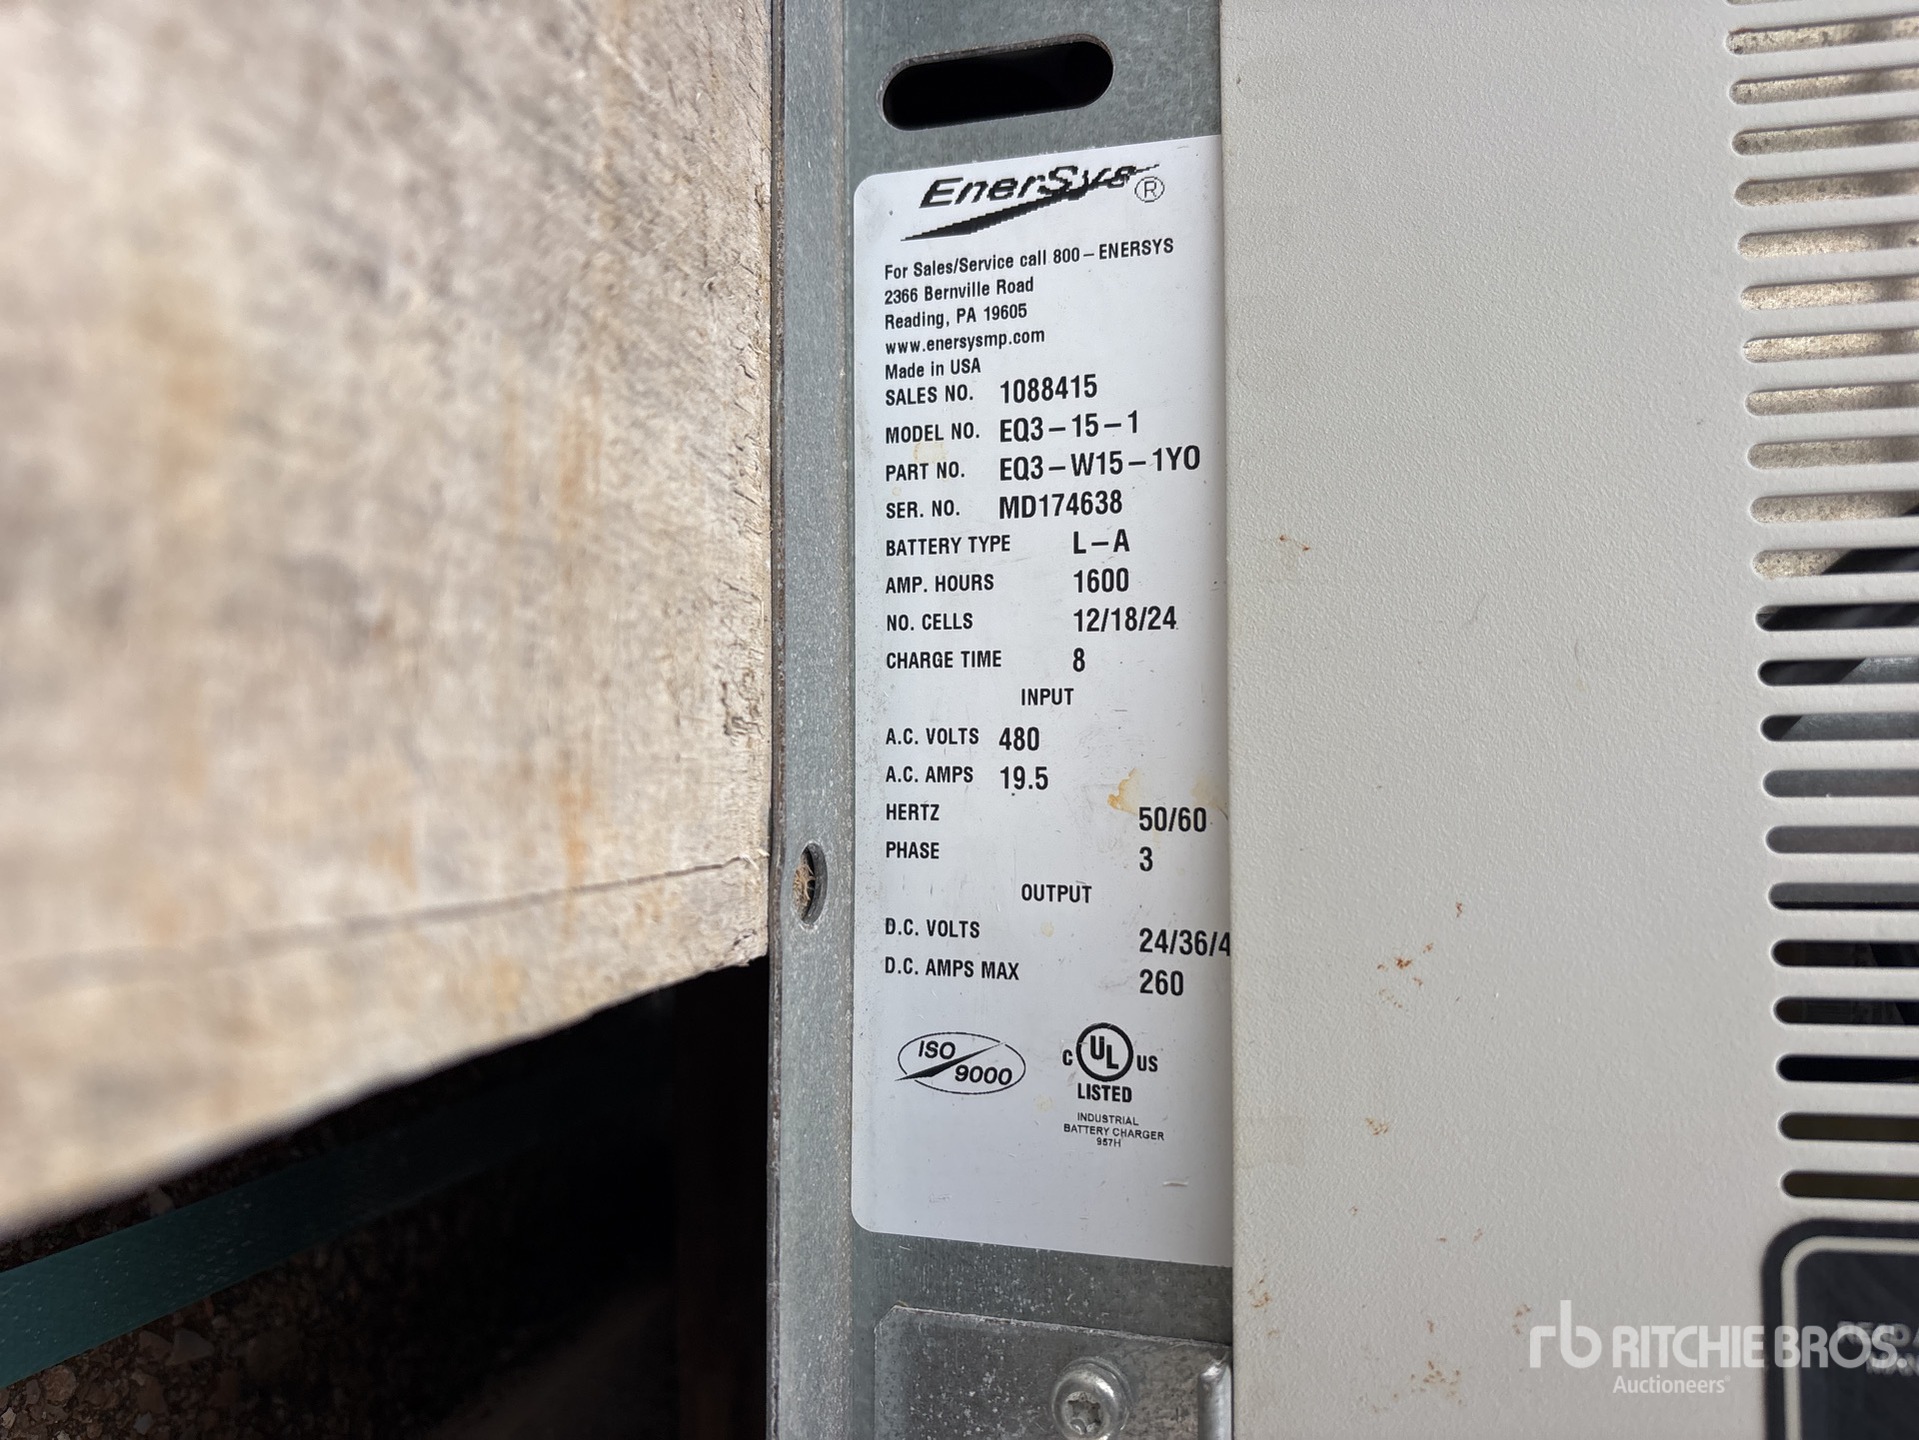 EnerSys®
For Sales/Service call 800-ENERSYS
2366 Bernville Road
Reading, PA 19605
www.enersysmp.com
Made in USA
SALES NO. 1088415
MODEL NO. EQ3-15-1
PART NO. EQ3-W15-1Y0
SER. NO. MD174638
BATTERY TYPE L-A
AMP. HOURS 1600
NO. CELLS 12/18/24
CHARGE TIME 8
INPUT
A.C. VOLTS 480
A.C. AMPS 19.5
HERTZ 50/60
PHASE 3
OUTPUT
D.C. VOLTS 24/36/4
D.C. AMPS MAX 260
ISO 9000
C UL US
LISTED
INDUSTRIAL
BATTERY CHARGER
957H
rb RITCHIE BROS.
Auctioneers